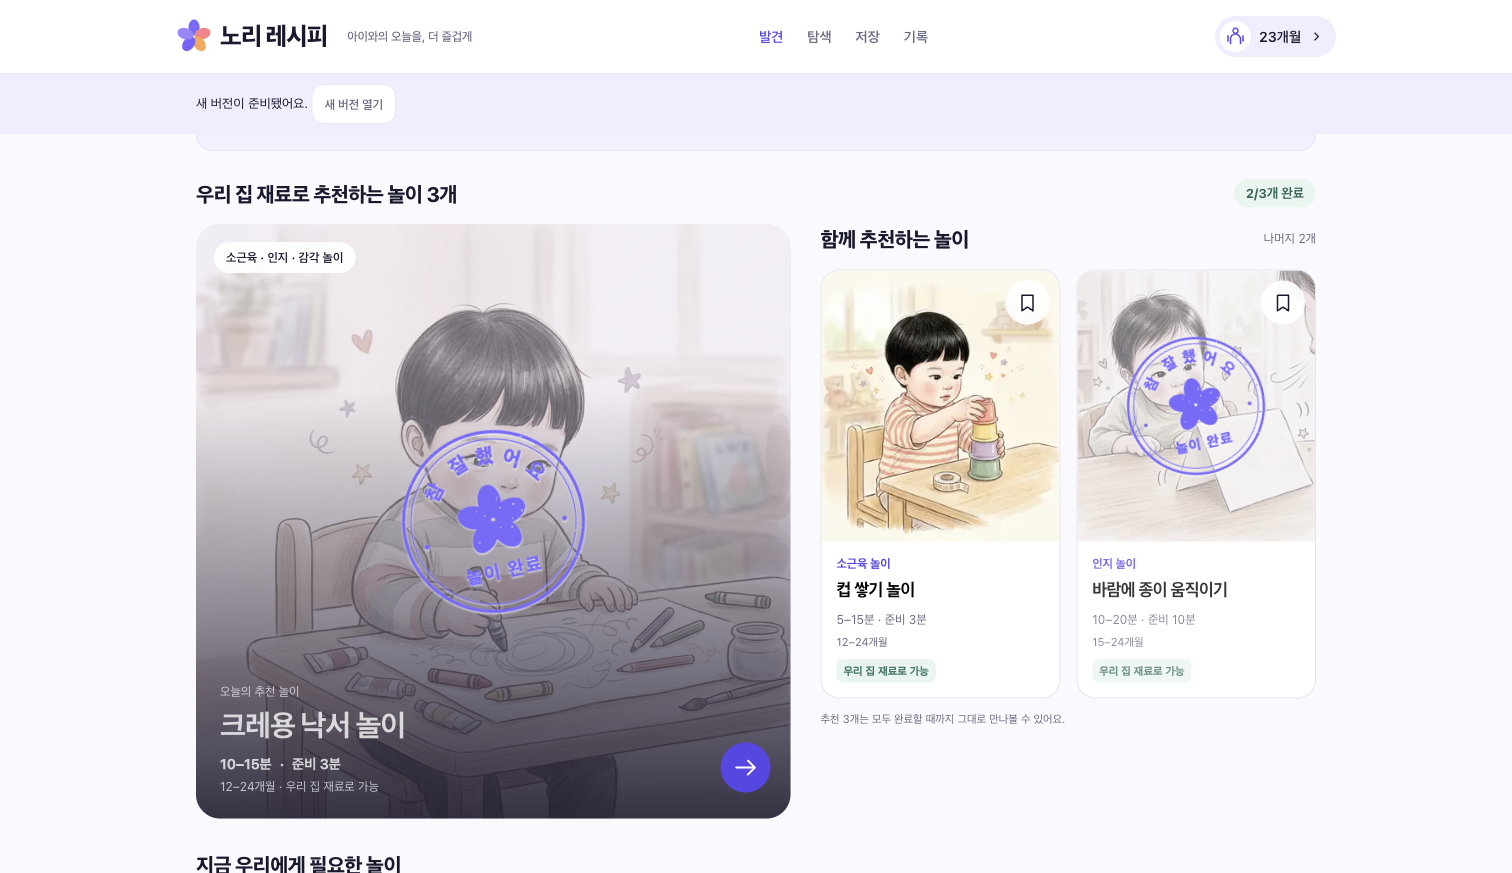 노리 레시피
아이와의 오늘을, 더 즐겁게
발견
탐색
저장
기록
23개월
새 버전이 준비됐어요.
새 버전 열기
우리 집 재료로 추천하는 놀이 3개
2/3개 완료
소근육 · 인지 · 감각 놀이
참 잘했어요
놀이 완료
오늘의 추천 놀이
크레용 낙서 놀이
10–15분 · 준비 3분
12–24개월 · 우리 집 재료로 가능
함께 추천하는 놀이
나머지 2개
소근육 놀이
컵 쌓기 놀이
5–15분 · 준비 3분
12–24개월
우리 집 재료로 가능
참 잘했어요
놀이 완료
인지 놀이
바람에 종이 움직이기
10–20분 · 준비 10분
15–24개월
우리 집 재료로 가능
추천 3개는 모두 완료할 때까지 그대로 만나볼 수 있어요.
지금 우리에게 필요한 놀이